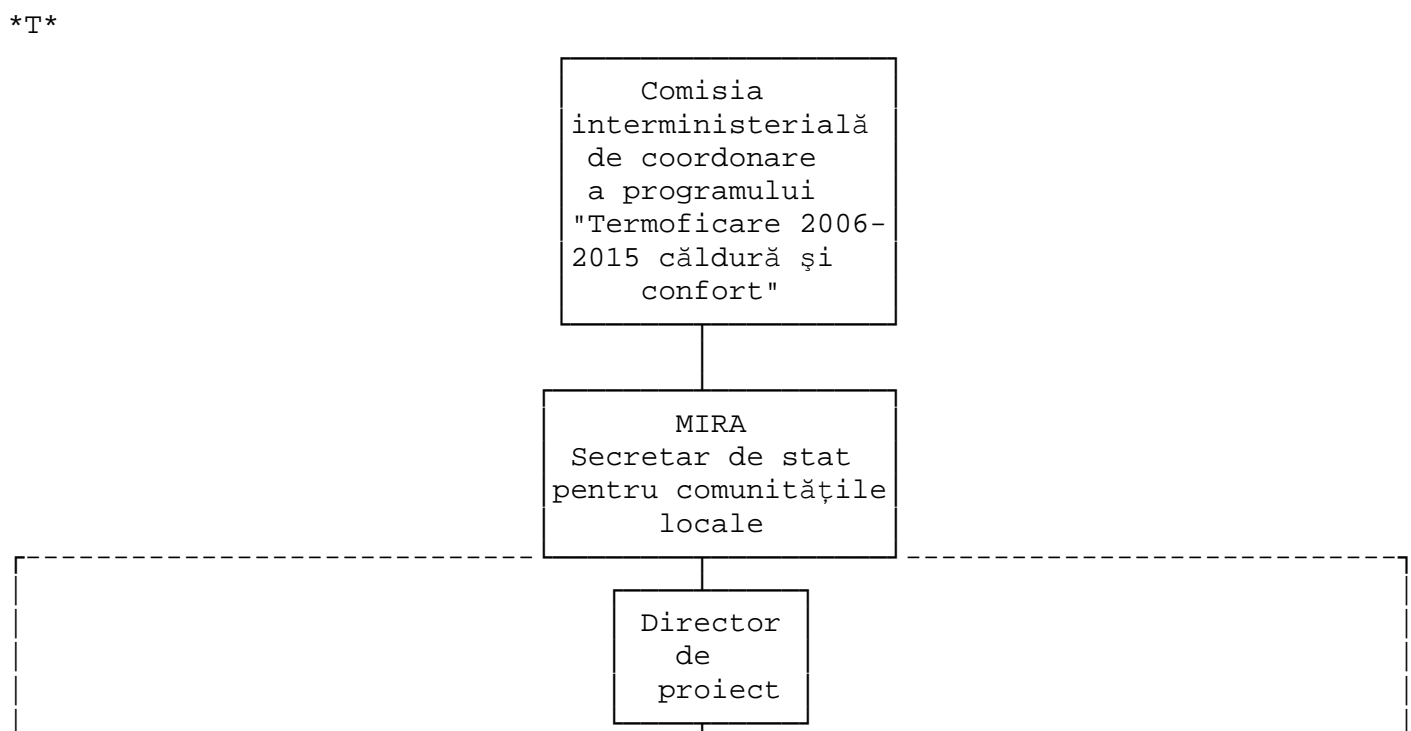 *T*
Comisia
interministerială
de coordonare
a programului
"Termoficare 2006-
2015 căldură şi
confort"
MIRA
Secretar de stat
pentru comunităţile
locale
Director
de
proiect